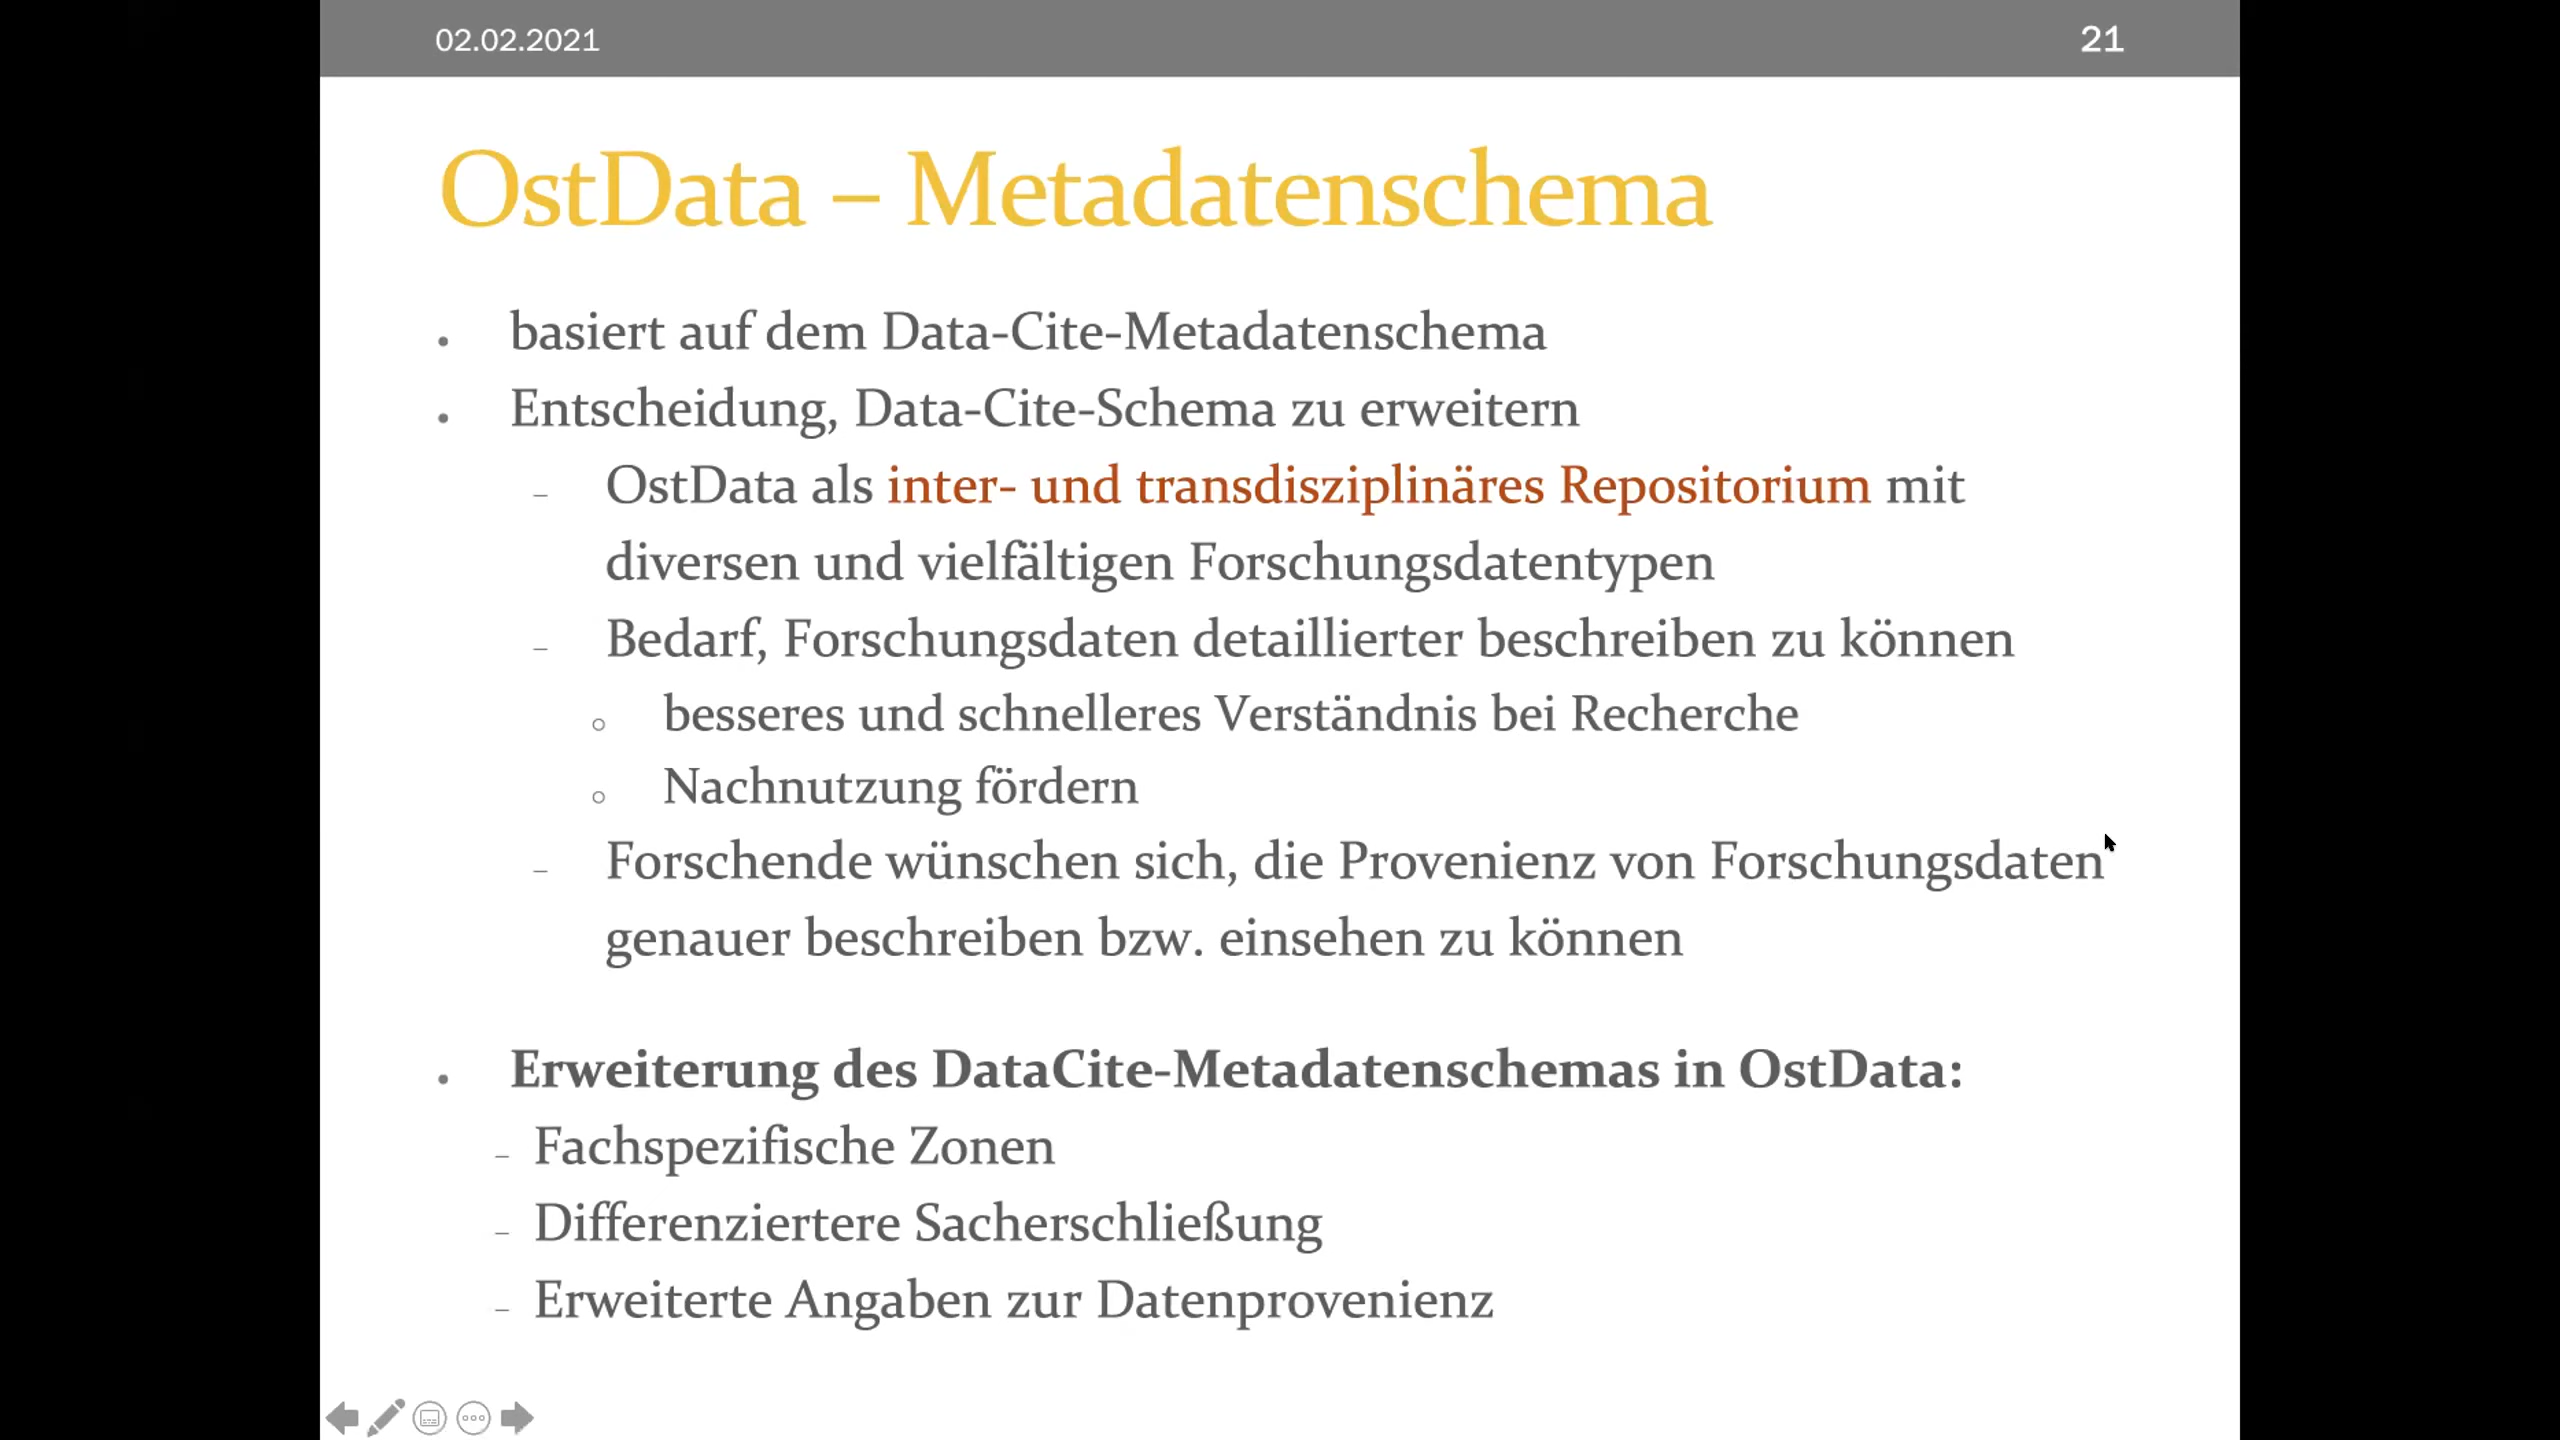 02.02.2021
21
OstData – Metadatenschema
• basiert auf dem Data-Cite-Metadatenschema
• Entscheidung, Data-Cite-Schema zu erweitern
– OstData als inter- und transdisziplinäres Repositorium mit
diversen und vielfältigen Forschungsdatentypen
– Bedarf, Forschungsdaten detaillierter beschreiben zu können
○ besseres und schnelleres Verständnis bei Recherche
○ Nachnutzung fördern
– Forschende wünschen sich, die Provenienz von Forschungsdaten
genauer beschreiben bzw. einsehen zu können
• Erweiterung des DataCite-Metadatenschemas in OstData:
– Fachspezifische Zonen
– Differenziertere Sacherschließung
– Erweiterte Angaben zur Datenprovenienz